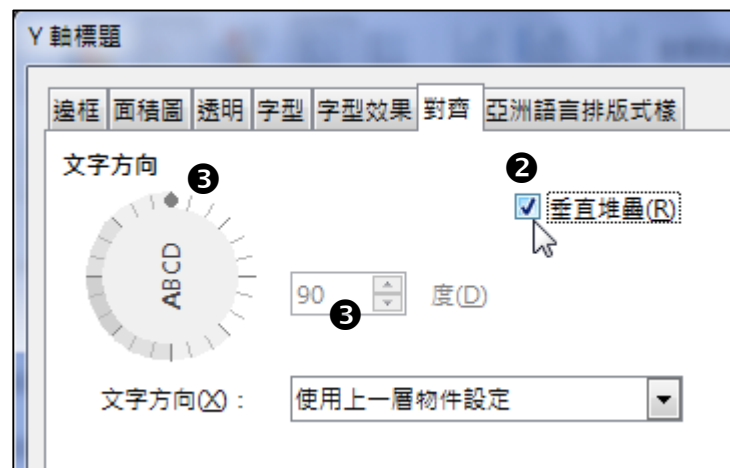 Y 軸標題
邊框 面積圖 透明 字型 字型效果 對齊 亞洲語言排版式樣
文字方向
❸
❷
垂直堆疊(R)
ABCD
90
❸
度(D)
文字方向(X)：
使用上一層物件設定